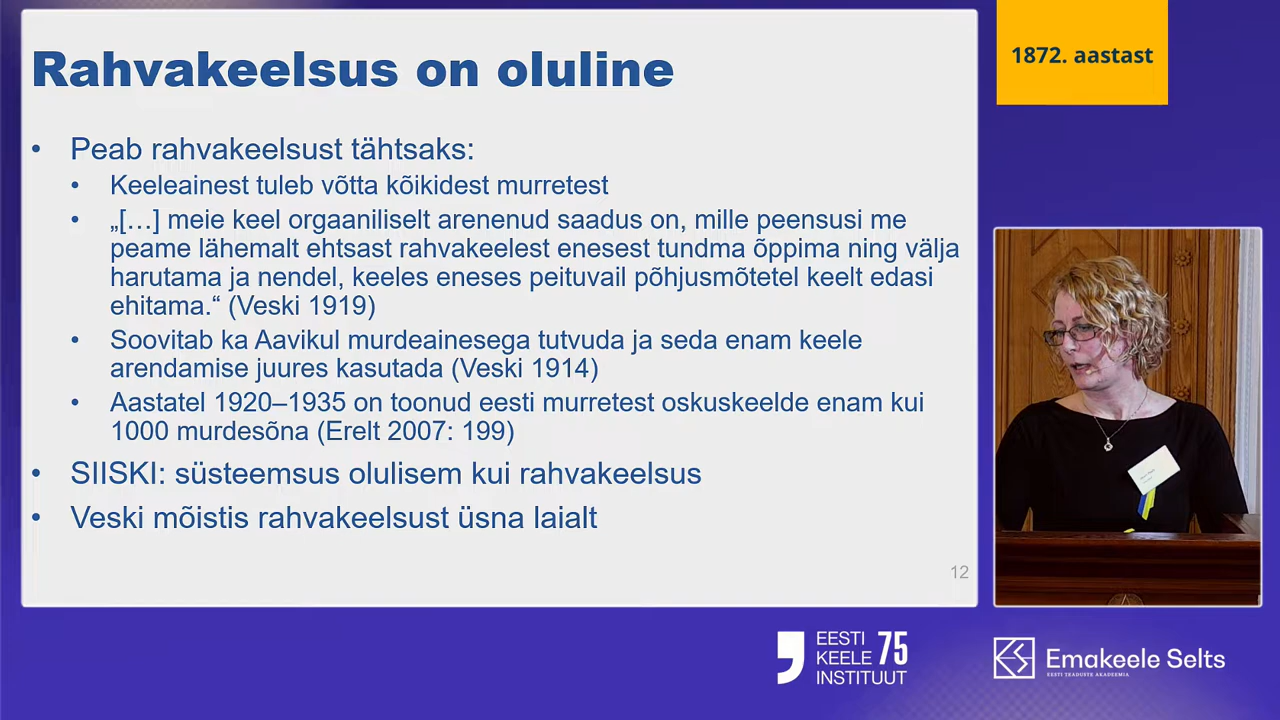 Rahvakeelsus on oluline
1872. aastast
• Peab rahvakeelsust tähtsaks:
• Keeleainest tuleb võtta kõikidest murretest
• „[…] meie keel orgaaniliselt arenenud saadus on, mille peensusi me
peame lähemalt ehtsast rahvakeelest enesest tundma õppima ning välja
harutama ja nendel, keeles eneses peituvail põhjusmõtetel keelt edasi
ehitama.“ (Veski 1919)
• Soovitab ka Aavikul murdeainesega tutvuda ja seda enam keele
arendamise juures kasutada (Veski 1914)
• Aastatel 1920–1935 on toonud eesti murretest oskuskeelde enam kui
1000 murdesõna (Erelt 2007: 199)
• SIISKI: süsteemsus olulisem kui rahvakeelsus
• Veski mõistis rahvakeelsust üsna laialt
12
EESTI
KEELE 75
INSTITUUT
Emakeele Selts
EESTI TEADUSTE AKADEEMIA